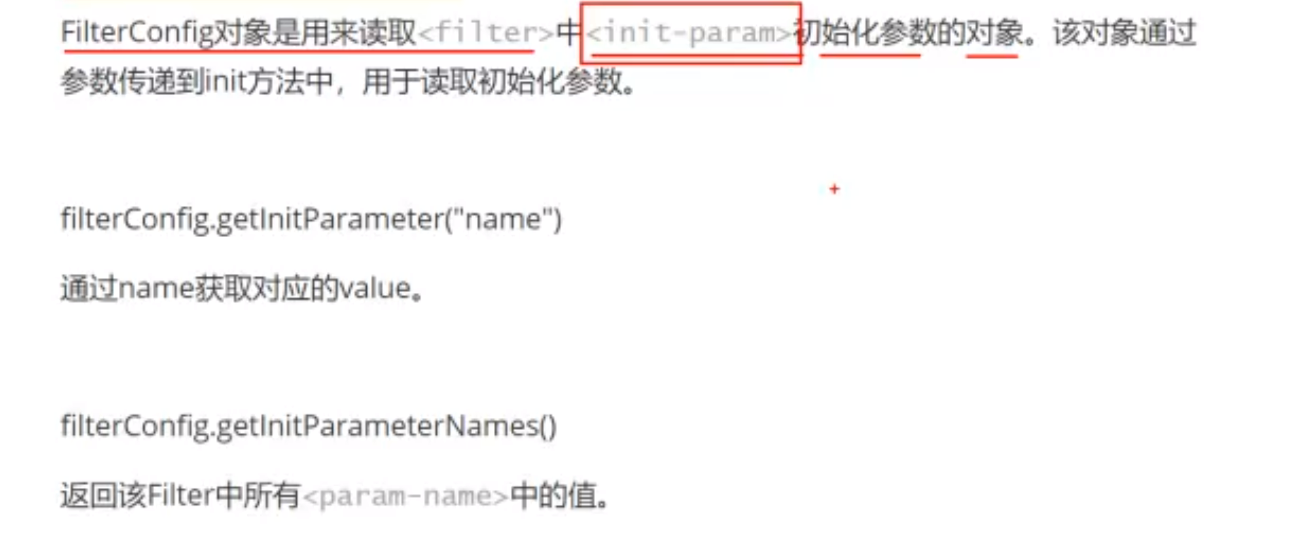 FilterConfig对象是用来读取<filter>中<init-param>初始化参数的对象。该对象通过
参数传递到init方法中，用于读取初始化参数。
filterConfig.getInitParameter("name")
通过name获取对应的value。
filterConfig.getInitParameterNames()
返回该Filter中所有<param-name>中的值。